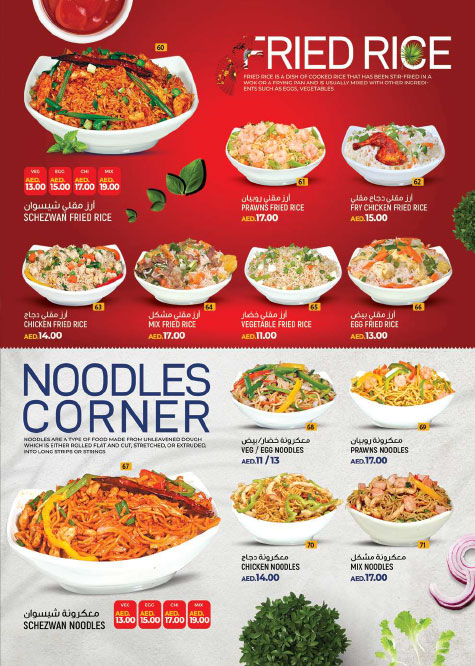 60
FRIED RICE
FRIED RICE IS A DISH OF COOKED RICE THAT HAS BEEN STIR-FRIED IN A
WOK OR A FRYING PAN AND IS USUALLY MIXED WITH OTHER INGREDI-
ENTS SUCH AS EGGS, VEGETABLES
VEG EGG CHI MIX
AED. AED. AED. AED.
13.00 15.00 17.00 19.00
أرز مقلي شيسوان
SCHEZWAN FRIED RICE
61
أرز مقلي روبيان
PRAWNS FRIED RICE
AED.17.00
62
أرز مقلي دجاج مقلي
FRY CHICKEN FRIED RICE
AED.15.00
63
أرز مقلي دجاج
CHICKEN FRIED RICE
AED.14.00
64
أرز مقلي مشكل
MIX FRIED RICE
AED.17.00
65
أرز مقلي خضار
VEGETABLE FRIED RICE
AED.11.00
66
أرز مقلي بيض
EGG FRIED RICE
AED.13.00
NOODLES
CORNER
NOODLES ARE A TYPE OF FOOD MADE FROM UNLEAVENED DOUGH
WHICH IS EITHER ROLLED FLAT AND CUT, STRETCHED, OR EXTRUDED,
INTO LONG STRIPS OR STRINGS
67
معكرونة شيسوان
SCHEZWAN NOODLES
VEG EGG CHI MIX
AED. AED. AED. AED.
13.00 15.00 17.00 19.00
68
معكرونة خضار/بيض
VEG / EGG NOODLES
AED.11 / 13
69
معكرونة روبيان
PRAWNS NOODLES
AED.17.00
70
معكرونة دجاج
CHICKEN NOODLES
AED.14.00
71
معكرونة مشكل
MIX NOODLES
AED.17.00